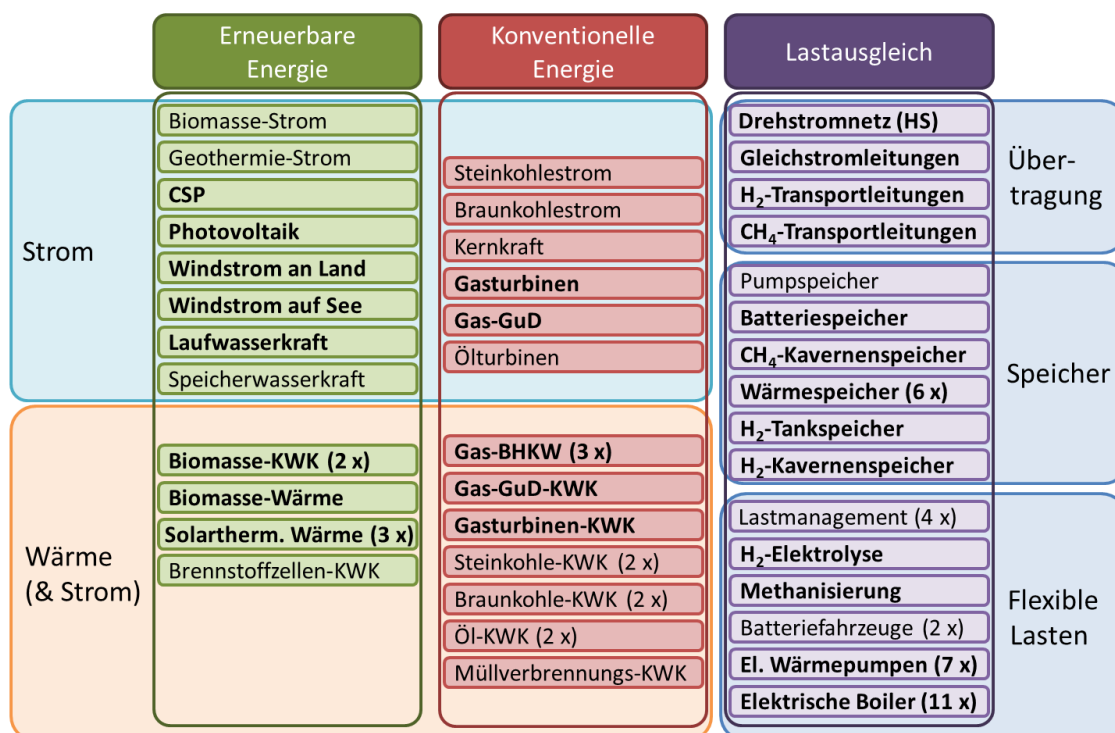 Erneuerbare
Energie
Konventionelle
Energie
Lastausgleich
Strom
Biomasse-Strom
Geothermie-Strom
CSP
Photovoltaik
Windstrom an Land
Windstrom auf See
Laufwasserkraft
Speicherwasserkraft
Steinkohlestrom
Braunkohlestrom
Kernkraft
Gasturbinen
Gas-GuD
Ölturbinen
Wärme
(& Strom)
Biomasse-KWK (2 x)
Biomasse-Wärme
Solartherm. Wärme (3 x)
Brennstoffzellen-KWK
Gas-BHKW (3 x)
Gas-GuD-KWK
Gasturbinen-KWK
Steinkohle-KWK (2 x)
Braunkohle-KWK (2 x)
Öl-KWK (2 x)
Müllverbrennungs-KWK
Drehstromnetz (HS)
Gleichstromleitungen
H₂-Transportleitungen
CH₄-Transportleitungen
Über-
tragung
Pumpspeicher
Batteriespeicher
CH₄-Kavernenspeicher
Wärmespeicher (6 x)
H₂-Tankspeicher
H₂-Kavernenspeicher
Speicher
Lastmanagement (4 x)
H₂-Elektrolyse
Methanisierung
Batteriefahrzeuge (2 x)
El. Wärmepumpen (7 x)
Elektrische Boiler (11 x)
Flexible
Lasten